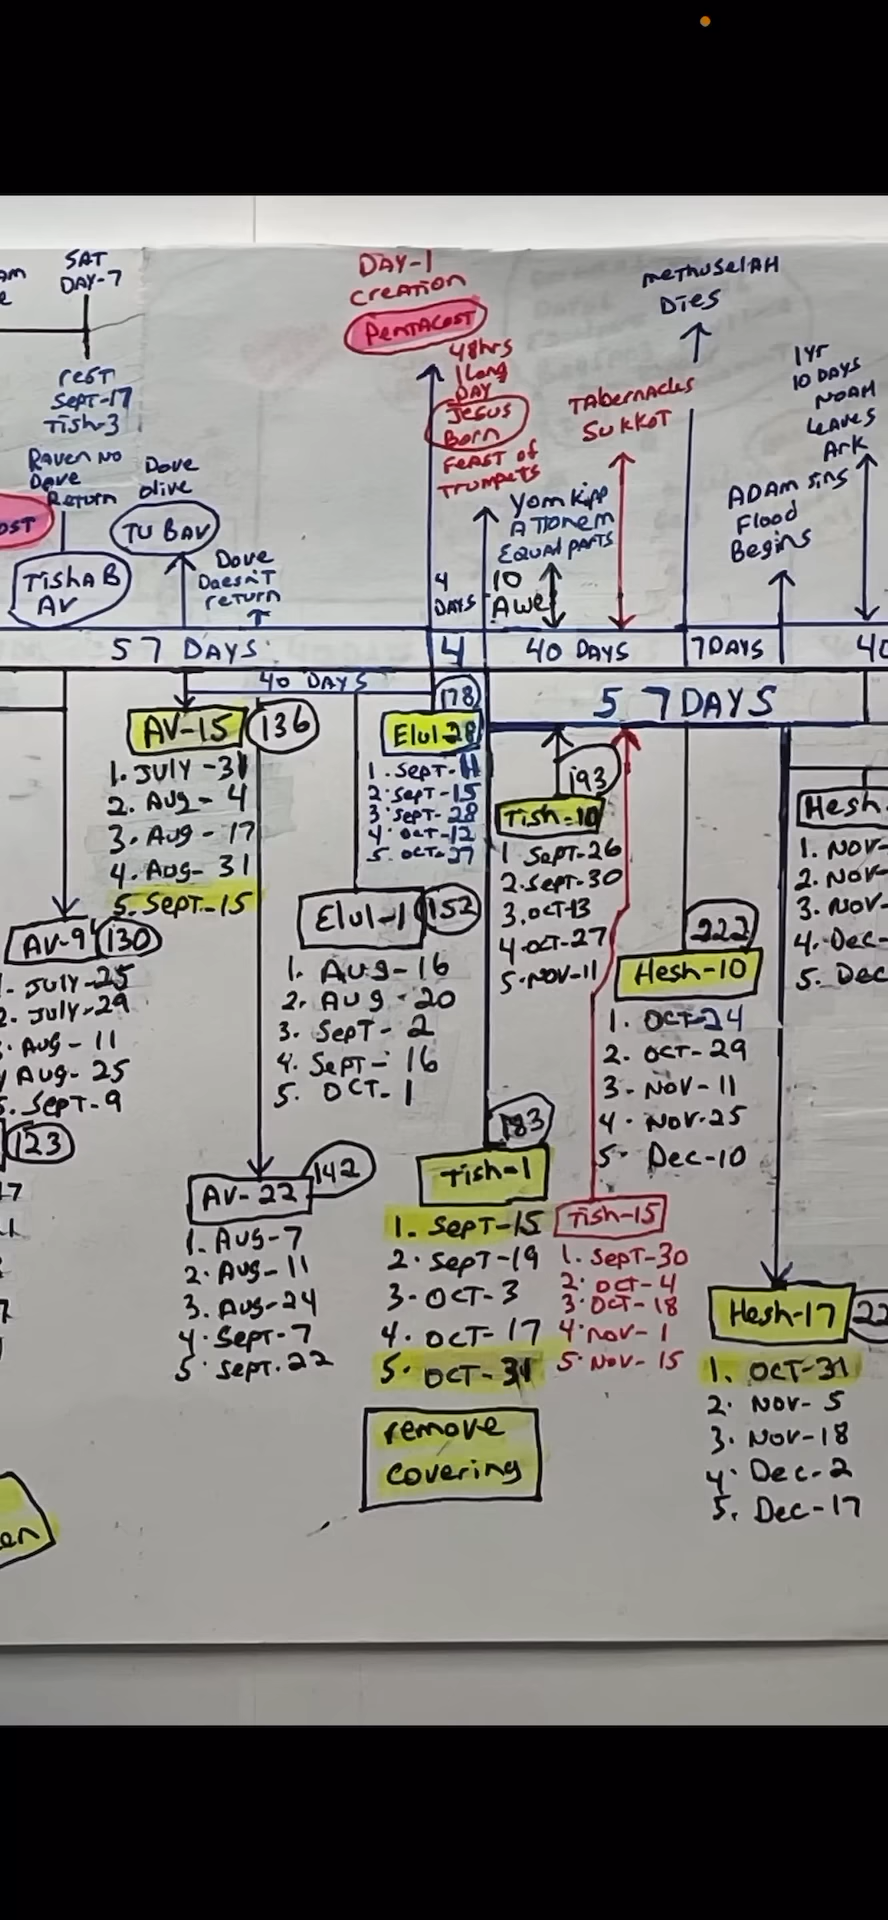 SAT
DAY-7
rest
Sept-17
Tish-3
Raven No
Dave
Return
Tisha B
AV
Dove
olive
TU BAV
Dove
Doesn't
return
DAY-1
Creation
PENTACOST
48hrs
1 Long
DAY
Jesus
Born
Feast of
Trumpets
4
DAYS
Yom Kipp
ATTonem
Equal parts
10
Awe
TAbernacles
SUKKOT
methuselAH
Dies
1yr
10 DAYS
NOAH
Leaves
Ark
ADAM sins
Flood
Begins
57 DAYS
4
40 DAYS
7DAYS
40
40 DAYS
57 DAYS
AV-15
136
1. JULY-31
2. Aug-4
3. Aug-17
4. Aug-31
5. Sept-15
178
Elul-28
1. Sept-11
2. Sept-15
3. Sept-28
4. Oct-12
5. Oct-27
193
Tish-10
1. Sept-26
2. Sept-30
3. OCT-13
4. OCT-27
5. Nov-11
Hesh
1. Nov-
2. Nov-
3. Nov-
4. Dec-
5. Dec
AV-9
130
July-25
2. July-29
Aug-11
Aug-25
Sept-9
123
Elul-1
152
1. Aug-16
2. Aug-20
3. Sept-2
4. Sept-16
5. OCT-1
222
Hesh-10
1. OCT-24
2. OCT-29
3. Nov-11
4. Nov-25
5. Dec-10
AV-22
142
1. Aug-7
2. Aug-11
3. Aug-24
4. Sept-7
5. Sept.22
183
Tish-1
1. Sept-15
2. Sept-19
3. OCT-3
4. OCT-17
5. OCT-31
remove
covering
Tish-15
1. Sept-30
2. OCT-4
3. OCT-18
4. Nov-1
5. Nov-15
Hesh-17
22
1. OCT-31
2. Nov-5
3. Nov-18
4. Dec-2
5. Dec-17